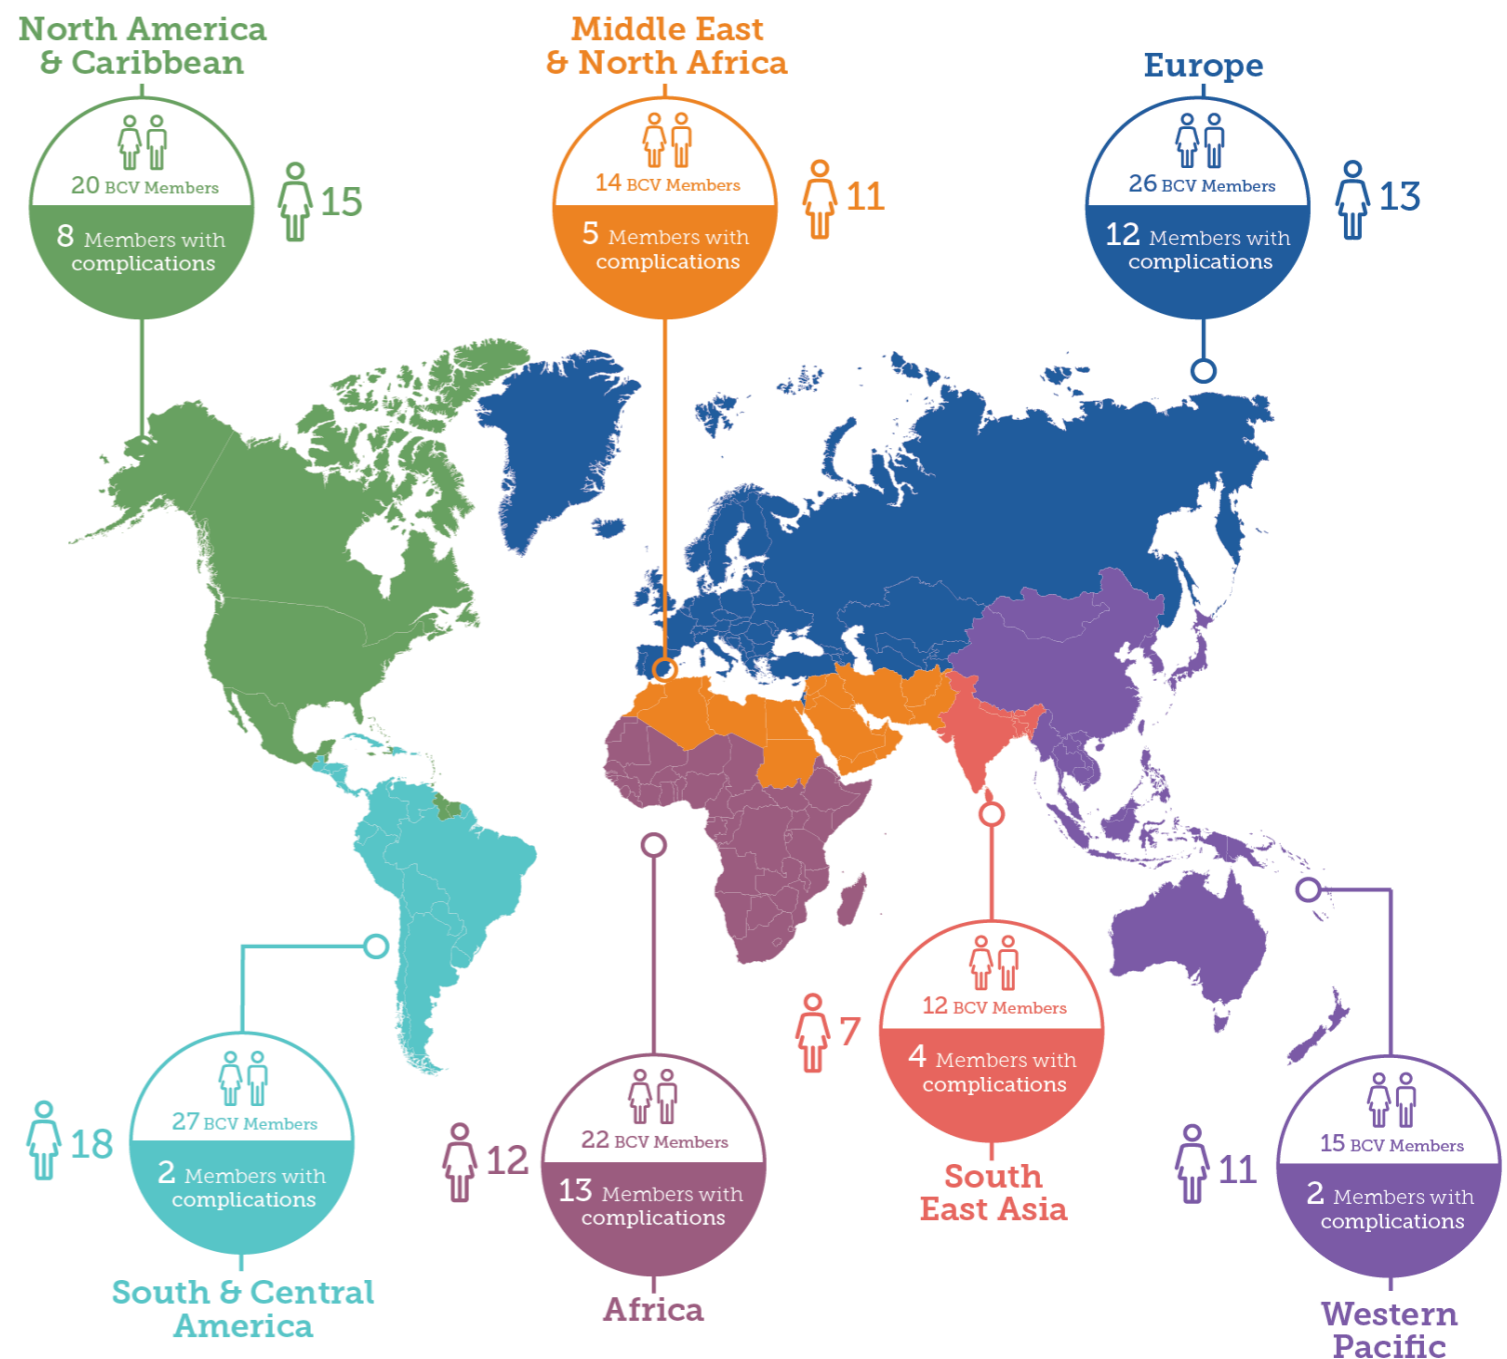 North America
& Caribbean
20 BCV Members
8 Members with
complications
15
Middle East
& North Africa
14 BCV Members
5 Members with
complications
11
Europe
26 BCV Members
12 Members with
complications
13
27 BCV Members
2 Members with
complications
18
South & Central
America
22 BCV Members
13 Members with
complications
12
Africa
12 BCV Members
4 Members with
complications
7
South
East Asia
15 BCV Members
2 Members with
complications
11
Western
Pacific